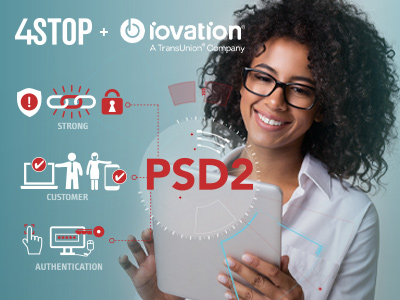 4STOP + iovation®
A TransUnion® Company
STRONG
PSD2
CUSTOMER
AUTHENTICATION